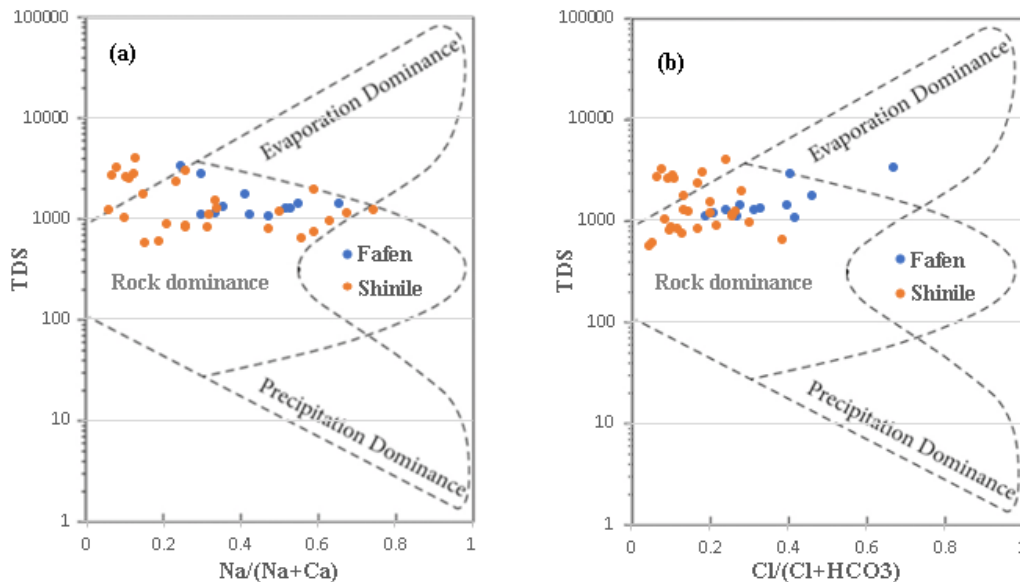 (a)
TDS
100000
10000
1000
100
10
1
Evaporation Dominance
Rock dominance
Precipitation Dominance
Fafen
Shinile
0 0.2 0.4 0.6 0.8 1
Na/(Na+Ca)
(b)
TDS
100000
10000
1000
100
10
1
Evaporation Dominance
Rock dominance
Precipitation Dominance
Fafen
Shinile
0 0.2 0.4 0.6 0.8 1
Cl/(Cl+HCO3)